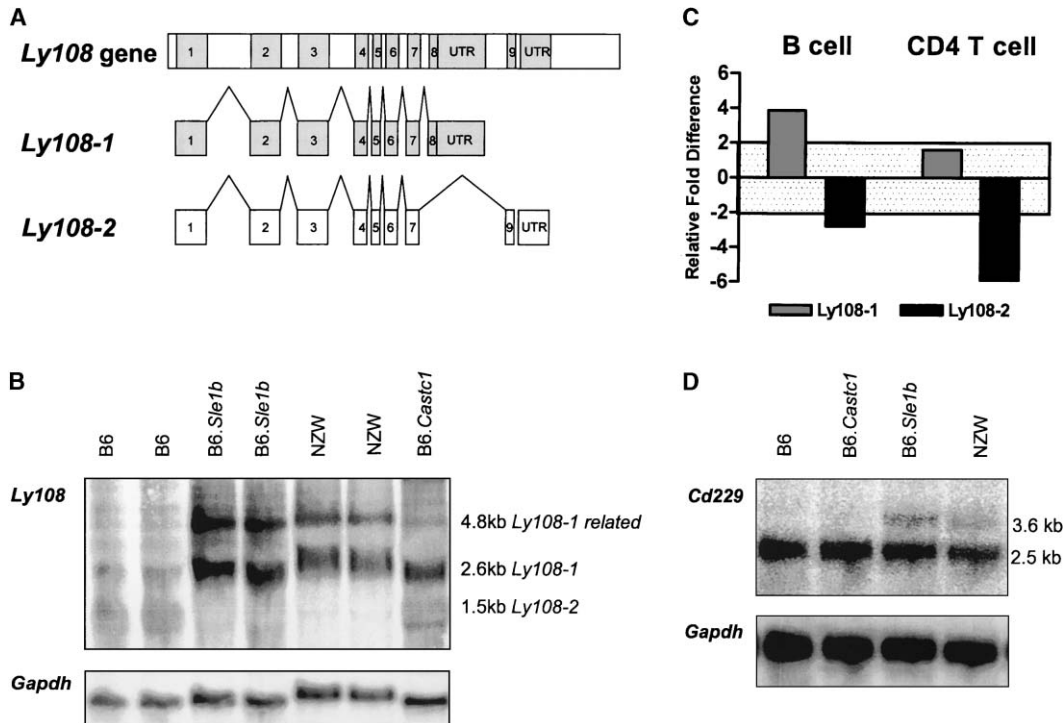 A
Ly108 gene
1 2 3 4 5 6 7 8 UTR 9 UTR
Ly108-1
1 2 3 4 5 6 7 8 UTR
Ly108-2
1 2 3 4 5 6 7 9 UTR
C
B cell CD4 T cell
Relative Fold Difference
6
4
2
0
-2
-4
-6
Ly108-1 Ly108-2
B
B6 B6 B6.Sle1b B6.Sle1b NZW NZW B6.Castc1
Ly108
4.8kb Ly108-1 related
2.6kb Ly108-1
1.5kb Ly108-2
Gapdh
D
B6 B6.Castc1 B6.Sle1b NZW
Cd229
3.6 kb
2.5 kb
Gapdh